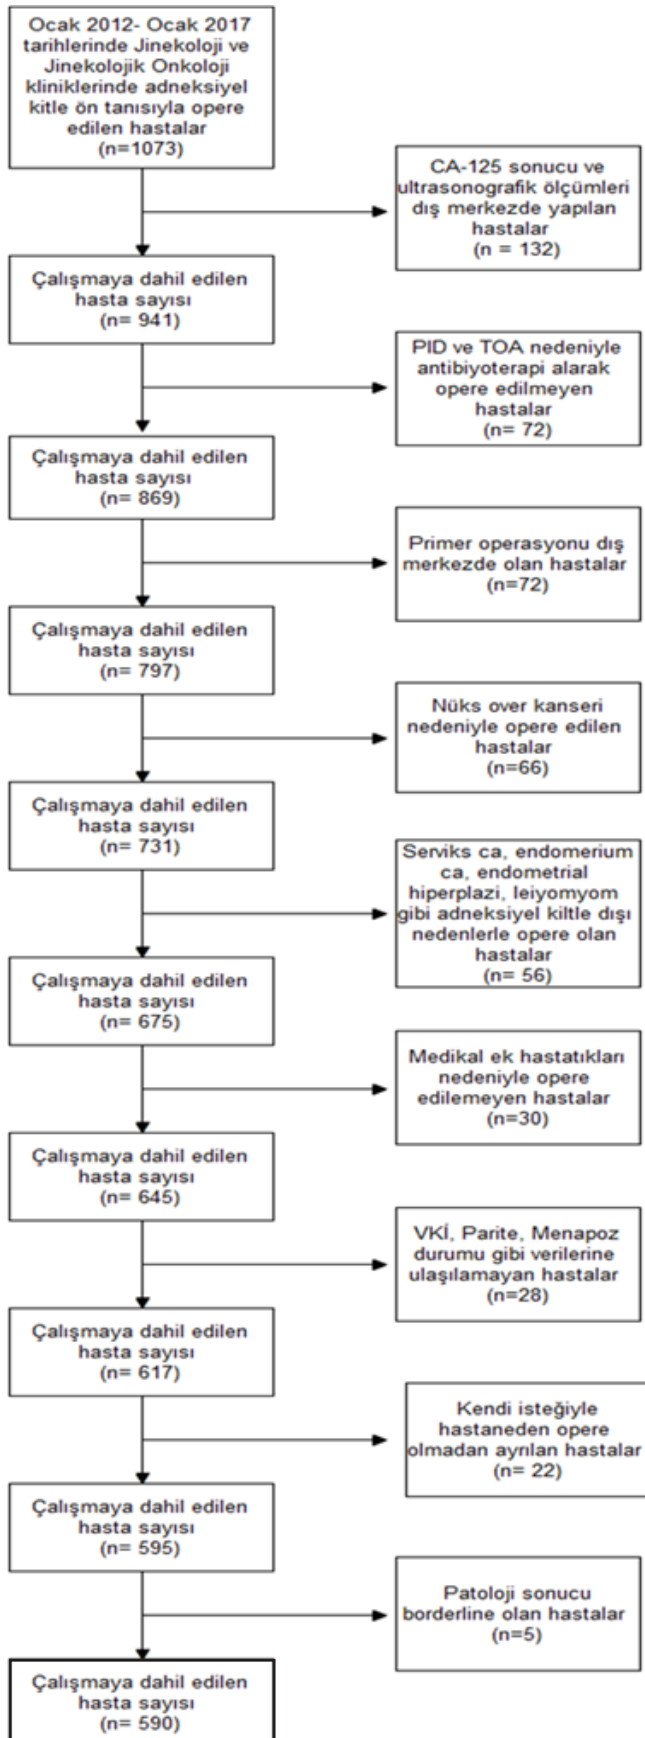 Ocak 2012- Ocak 2017
tarihlerinde Jinekoloji ve
Jinekolojik Onkoloji
kliniklerinde adneksiyel
kitle ön tanısıyla opere
edilen hastalar
(n=1073)
CA-125 sonucu ve
ultrasonografik ölçümleri
dış merkezde yapılan
hastalar
(n = 132)
Çalışmaya dahil edilen
hasta sayısı
(n= 941)
PID ve TOA nedeniyle
antibiyoterapi alarak
opere edilmeyen
hastalar
(n= 72)
Çalışmaya dahil edilen
hasta sayısı
(n= 869)
Primer operasyonu dış
merkezde olan hastalar
(n=72)
Çalışmaya dahil edilen
hasta sayısı
(n= 797)
Nüks over kanseri
nedeniyle opere edilen
hastalar
(n=66)
Çalışmaya dahil edilen
hasta sayısı
(n= 731)
Serviks ca, endomerium
ca, endometrial
hiperplazi, leiyomyom
gibi adneksiyel kiltle dışı
nedenlerle opere olan
hastalar
(n= 56)
Çalışmaya dahil edilen
hasta sayısı
(n= 675)
Medikal ek hastatıkları
nedeniyle opere
edilemeyen hastalar
(n=30)
Çalışmaya dahil edilen
hasta sayısı
(n= 645)
VKİ, Parite, Menapoz
durumu gibi verilerine
ulaşılamayan hastalar
(n=28)
Çalışmaya dahil edilen
hasta sayısı
(n= 617)
Kendi isteğiyle
hastaneden opere
olmadan ayrılan hastalar
(n= 22)
Çalışmaya dahil edilen
hasta sayısı
(n= 595)
Patoloji sonucu
borderline olan hastalar
(n=5)
Çalışmaya dahil edilen
hasta sayısı
(n= 590)